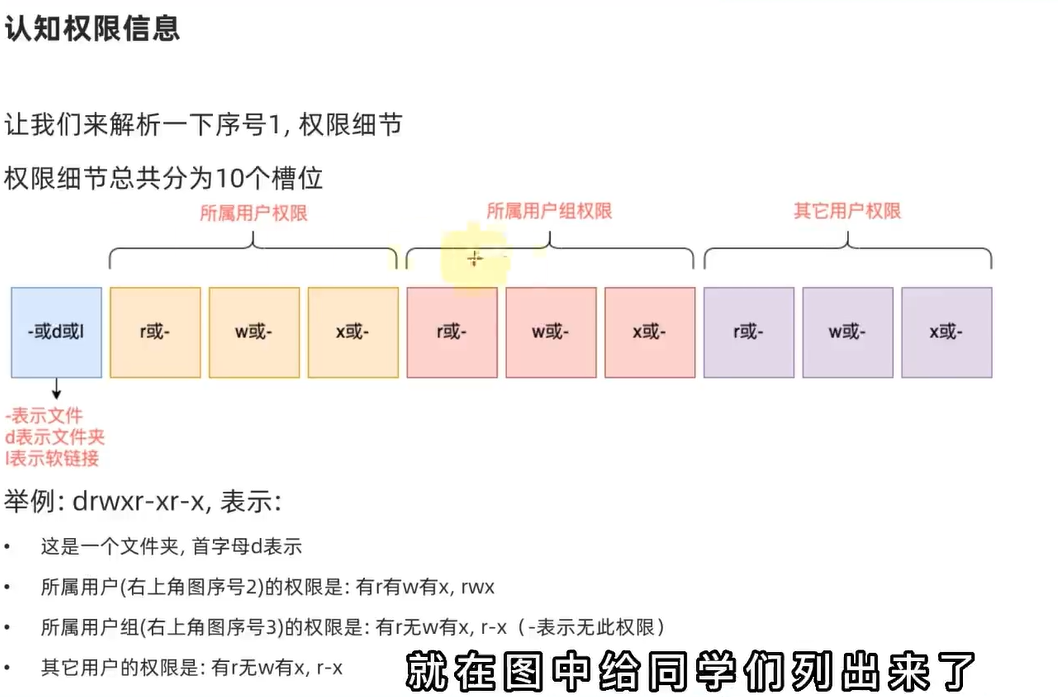 认知权限信息
让我们来解析一下序号1, 权限细节
权限细节总共分为10个槽位
所属用户权限 所属用户组权限 其它用户权限
-或d或l r或- w或- x或- r或- w或- x或- r或- w或- x或-
-表示文件
d表示文件夹
l表示软链接
举例: drwxr-xr-x, 表示:
• 这是一个文件夹, 首字母d表示
• 所属用户(右上角图序号2)的权限是: 有r有w有x, rwx
• 所属用户组(右上角图序号3)的权限是: 有r无w有x, r-x（-表示无此权限）
• 其它用户的权限是: 有r无w有x, r-x
就在图中给同学们列出来了